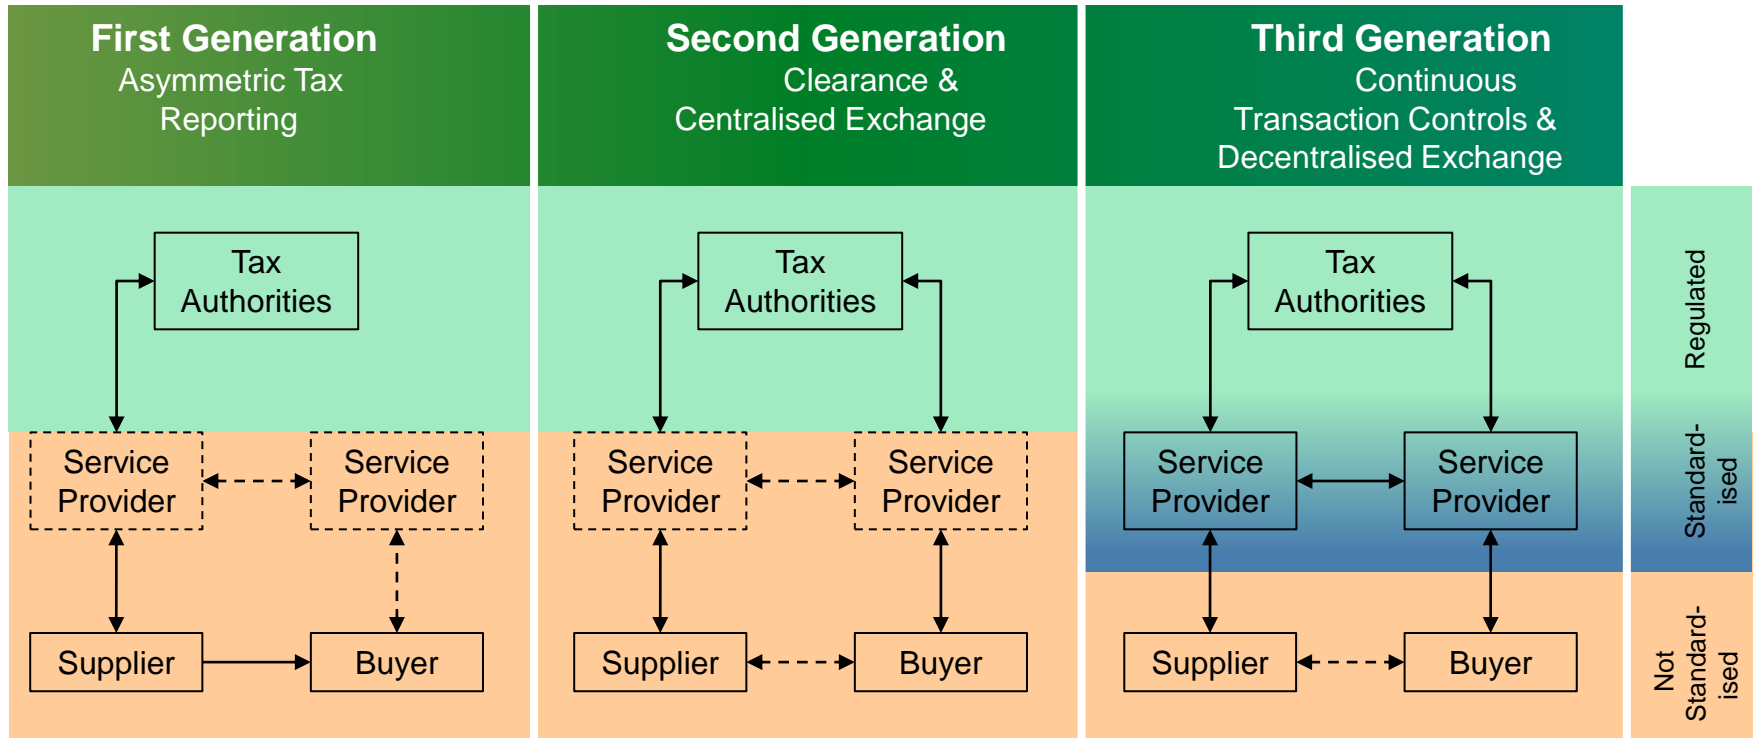 First Generation
Asymmetric Tax
Reporting
Second Generation
Clearance &
Centralised Exchange
Third Generation
Continuous
Transaction Controls &
Decentralised Exchange
Tax
Authorities
Service
Provider
Service
Provider
Supplier
Buyer
Tax
Authorities
Service
Provider
Service
Provider
Supplier
Buyer
Tax
Authorities
Service
Provider
Service
Provider
Supplier
Buyer
Regulated
Standard-
ised
Not
Standard-
ised